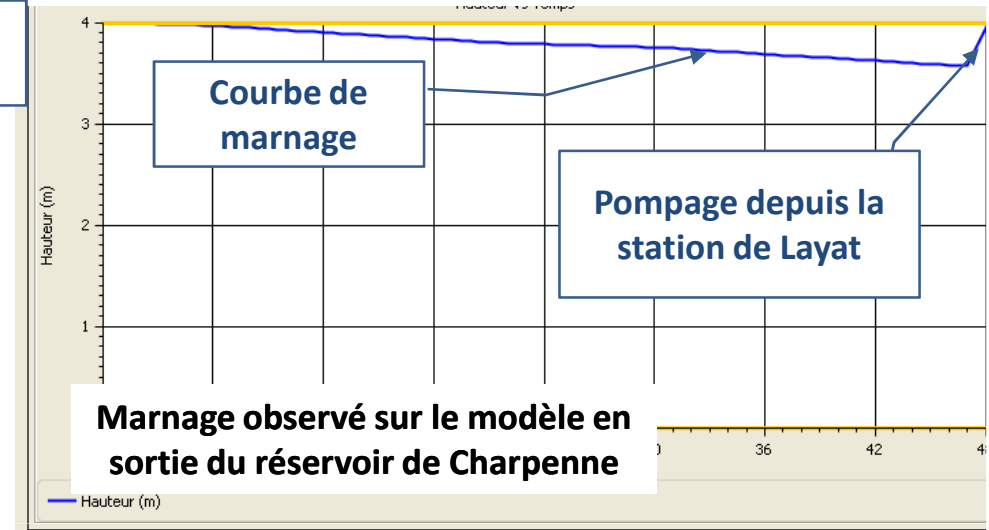 4
Courbe de
marnage
3
Pompage depuis la
station de Layat
Hauteur (m)
2
1
Marnage observé sur le modèle en
sortie du réservoir de Charpenne
36
42
Hauteur (m)